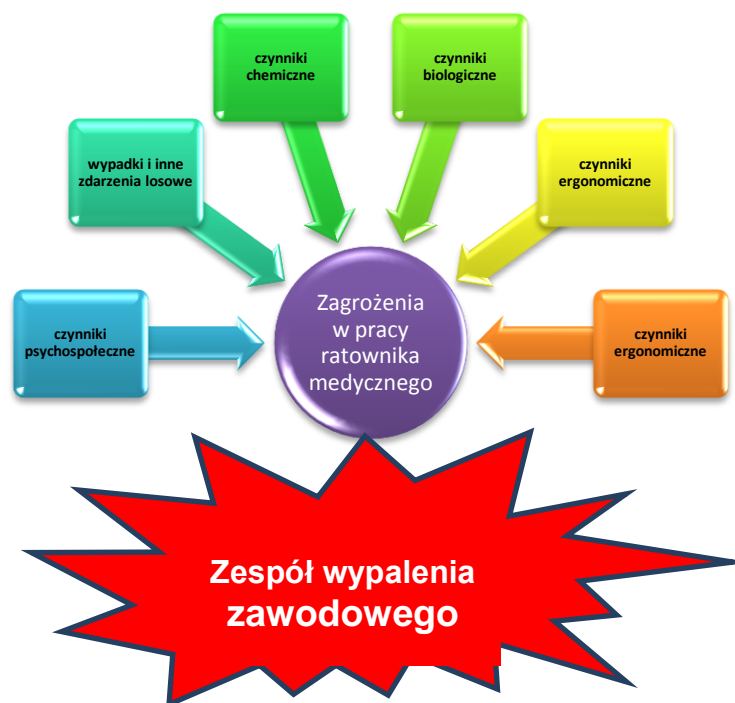 czynniki
chemiczne
czynniki
biologiczne
wypadki i inne
zdarzenia losowe
czynniki
ergonomiczne
czynniki
psychospołeczne
Zagrożenia
w pracy
ratownika
medycznego
czynniki
ergonomiczne
Zespół wypalenia
zawodowego